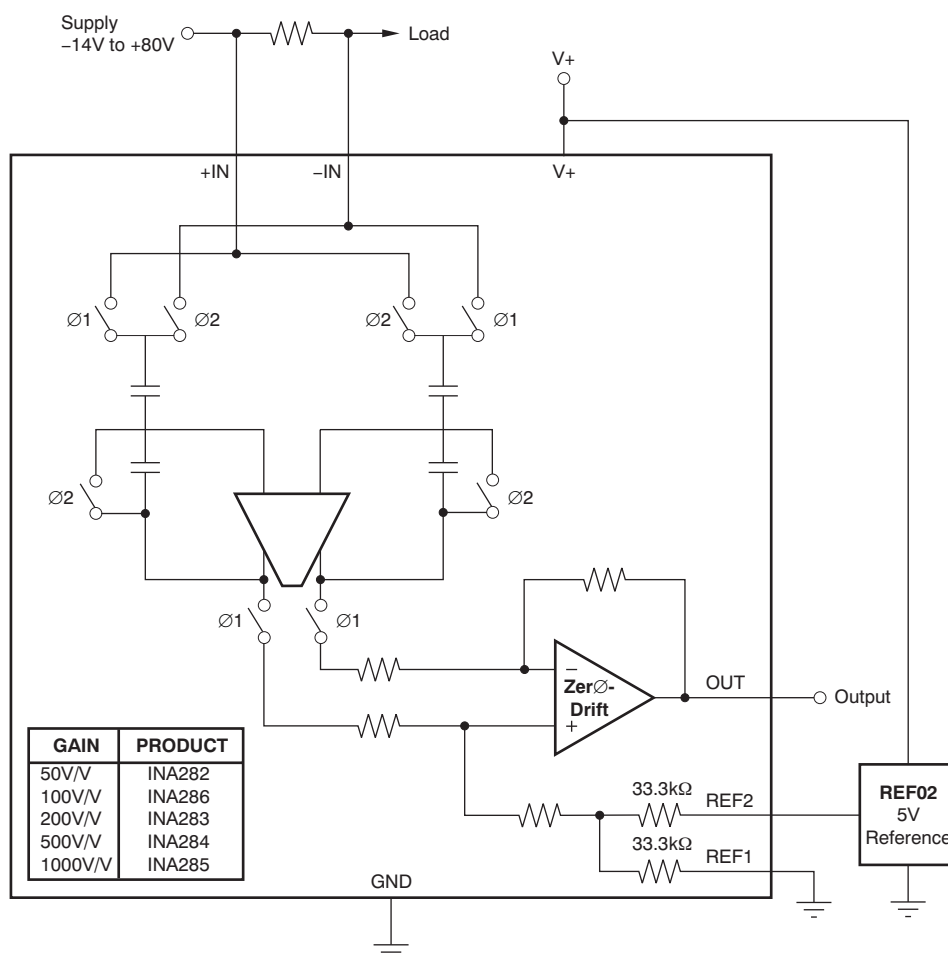 Supply
–14V to +80V
Load
V+
+IN
–IN
V+
Ø1
Ø2
Ø2
Ø1
Ø2
Ø2
Ø1
Ø1
ZerØ-
Drift
–
+
OUT
Output
GAIN PRODUCT
50V/V INA282
100V/V INA286
200V/V INA283
500V/V INA284
1000V/V INA285
33.3kΩ
REF2
33.3kΩ
REF1
REF02
5V
Reference
GND